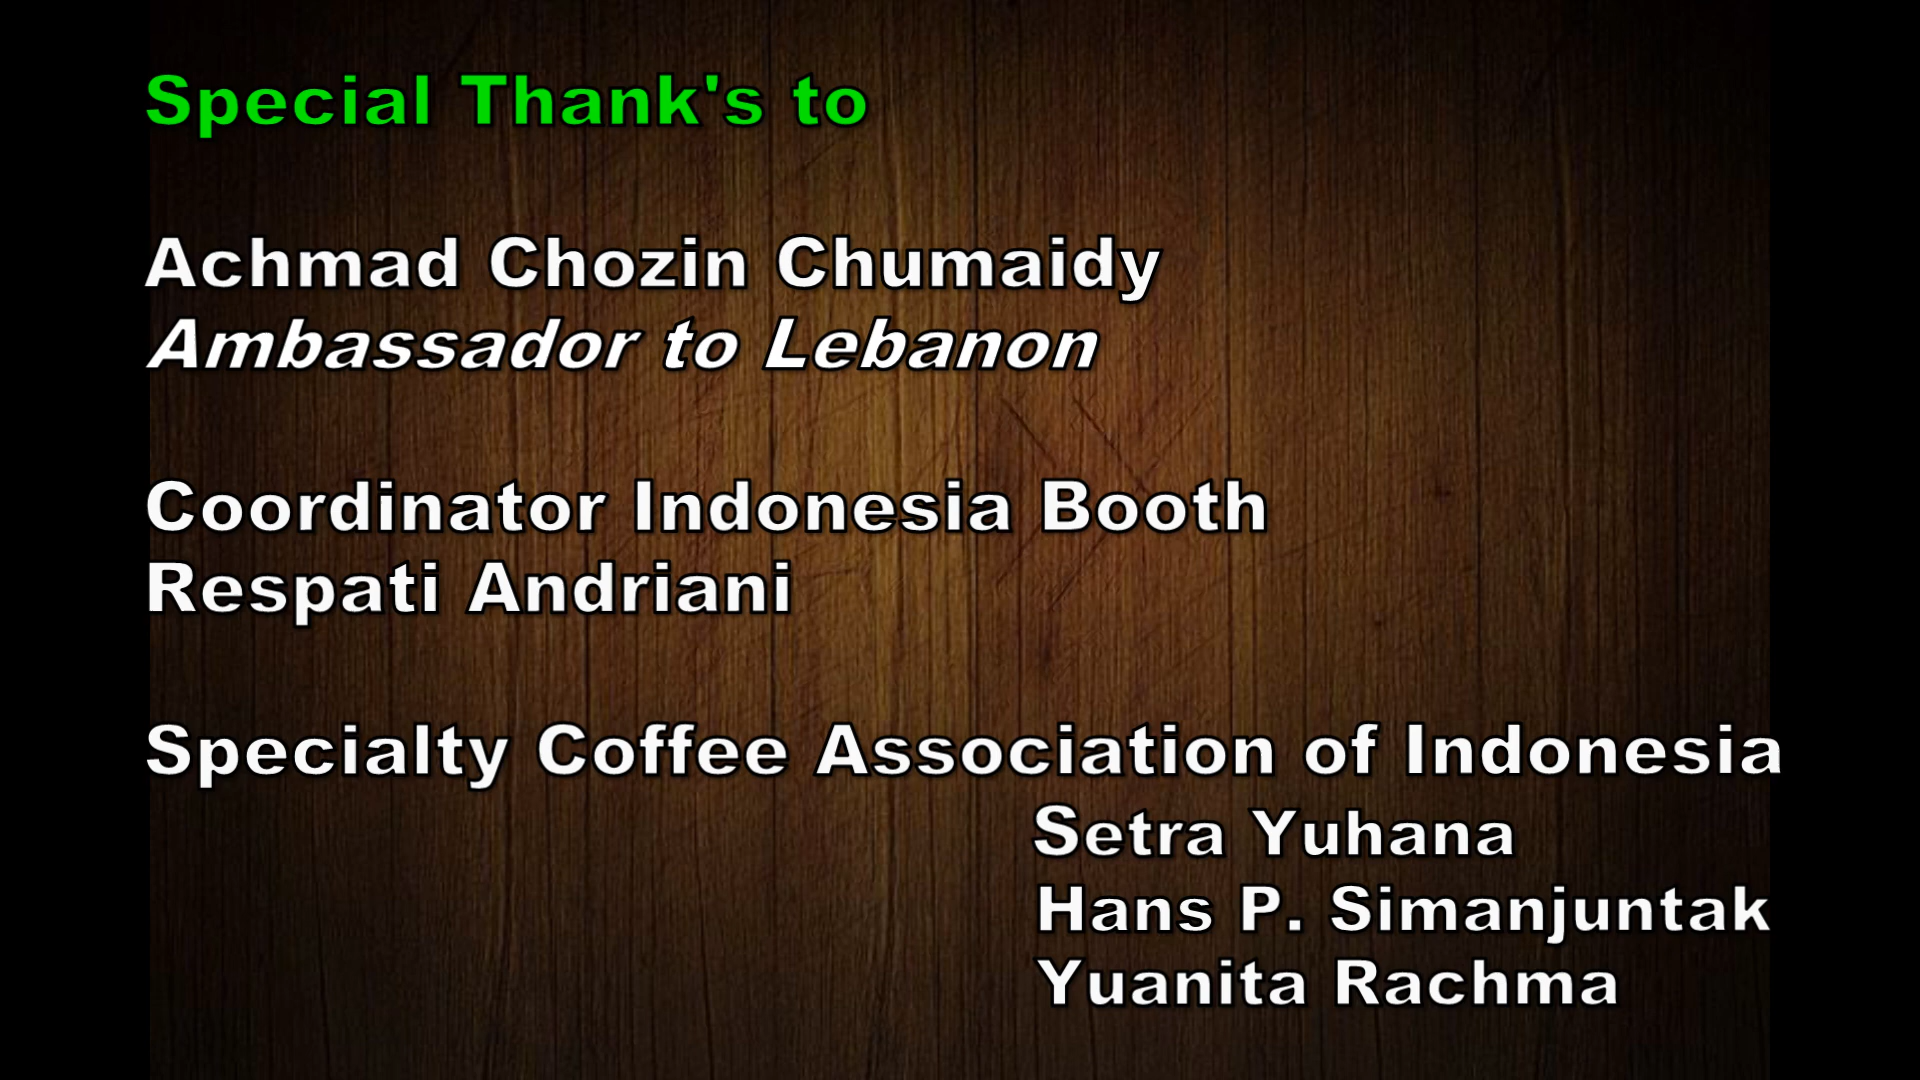 Special Thank's to
Achmad Chozin Chumaidy
Ambassador to Lebanon
Coordinator Indonesia Booth
Respati Andriani
Specialty Coffee Association of Indonesia
Setra Yuhana
Hans P. Simanjuntak
Yuanita Rachma